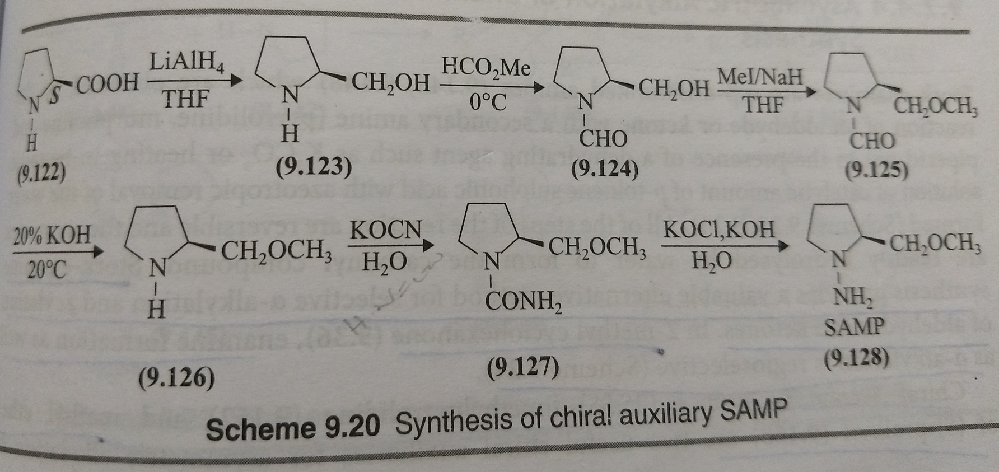 COOH LiAlH₄ THF CH₂OH HCO₂Me 0°C CH₂OH MeI/NaH THF CH₂OCH₃
N S N N N
H H CHO CHO
(9.122) (9.123) (9.124) (9.125)
20% KOH 20°C CH₂OCH₃ KOCN H₂O CH₂OCH₃ KOCl,KOH H₂O CH₂OCH₃
N N N
H CONH₂ NH₂
SAMP
(9.126) (9.127) (9.128)
Scheme 9.20 Synthesis of chiral auxiliary SAMP